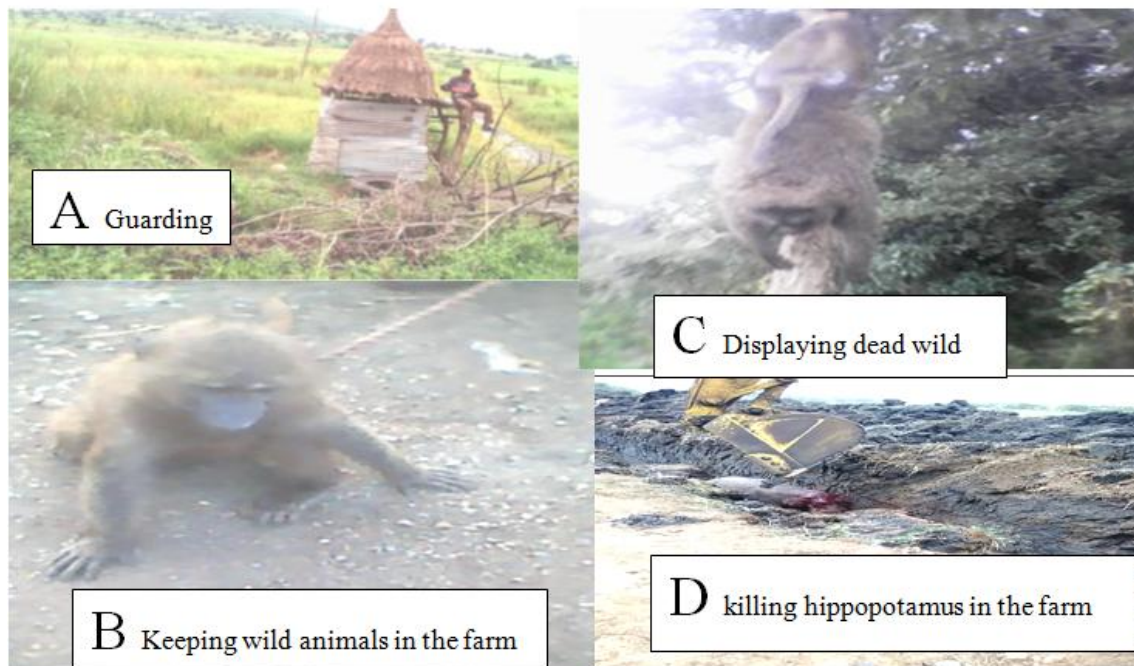 A Guarding
C Displaying dead wild
B Keeping wild animals in the farm
D killing hippopotamus in the farm